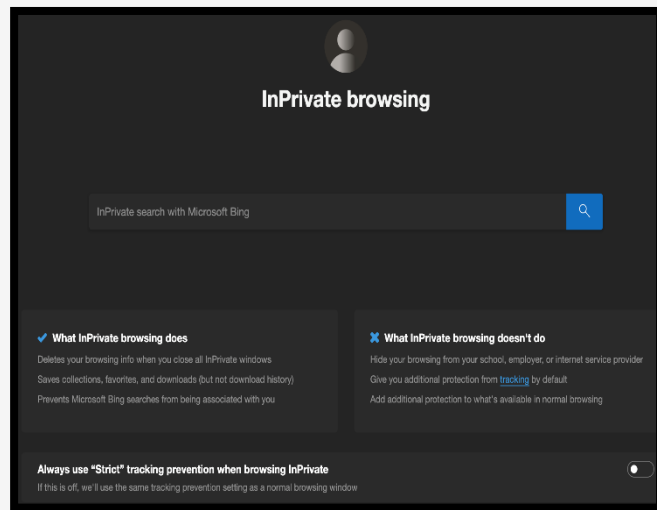 InPrivate browsing
InPrivate search with Microsoft Bing
What InPrivate browsing does
Deletes your browsing info when you close all InPrivate windows
Saves collections, favorites, and downloads (but not download history)
Prevents Microsoft Bing searches from being associated with you
What InPrivate browsing doesn't do
Hide your browsing from your school, employer, or internet service provider
Give you additional protection from tracking by default
Add additional protection to what's available in normal browsing
Always use “Strict” tracking prevention when browsing InPrivate
If this is off, we'll use the same tracking prevention setting as a normal browsing window